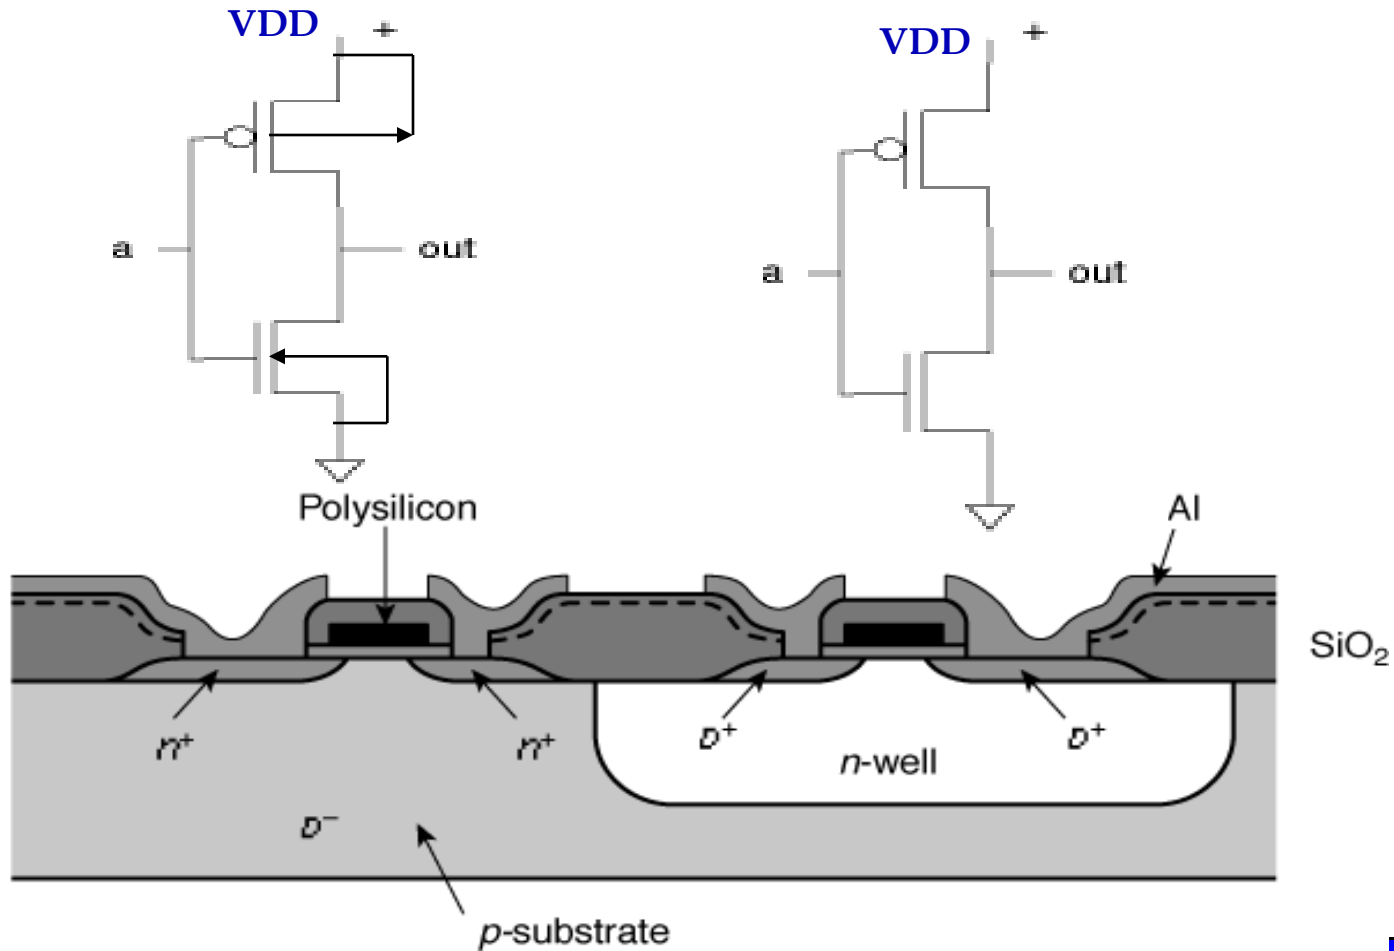 VDD +
VDD +
a out
a out
Polysilicon
Al
SiO₂
n⁺ n⁺ p⁺ p⁺
n-well
p⁻
p-substrate